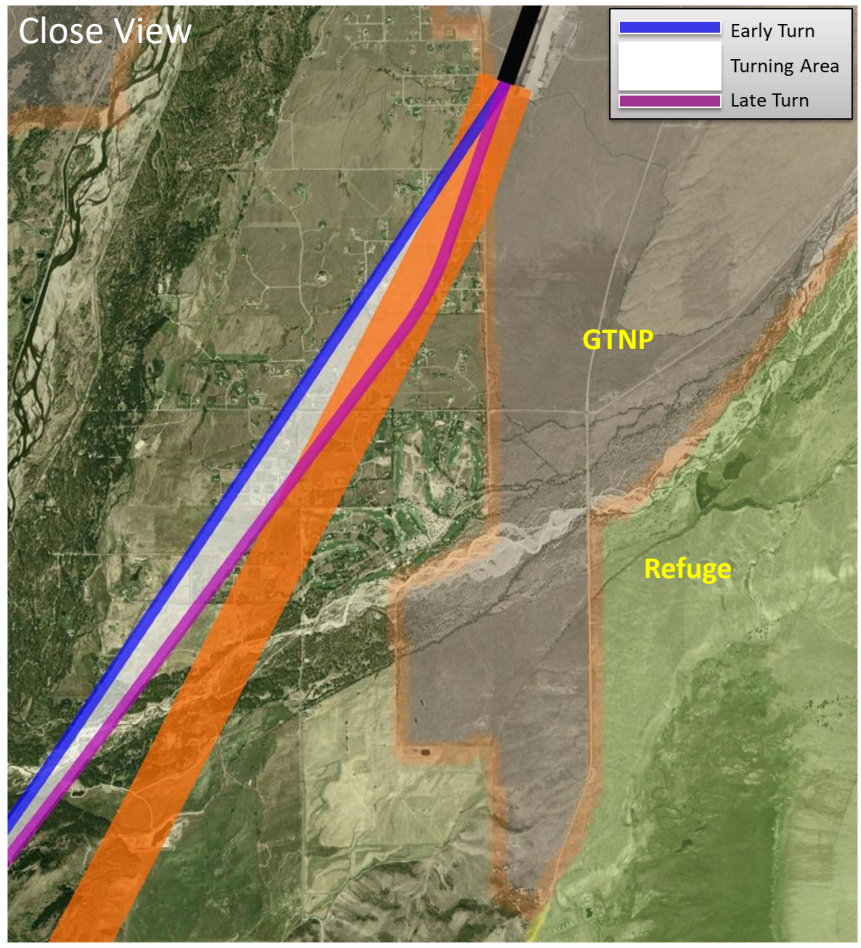 Close View
Early Turn
Turning Area
Late Turn
GTNP
Refuge